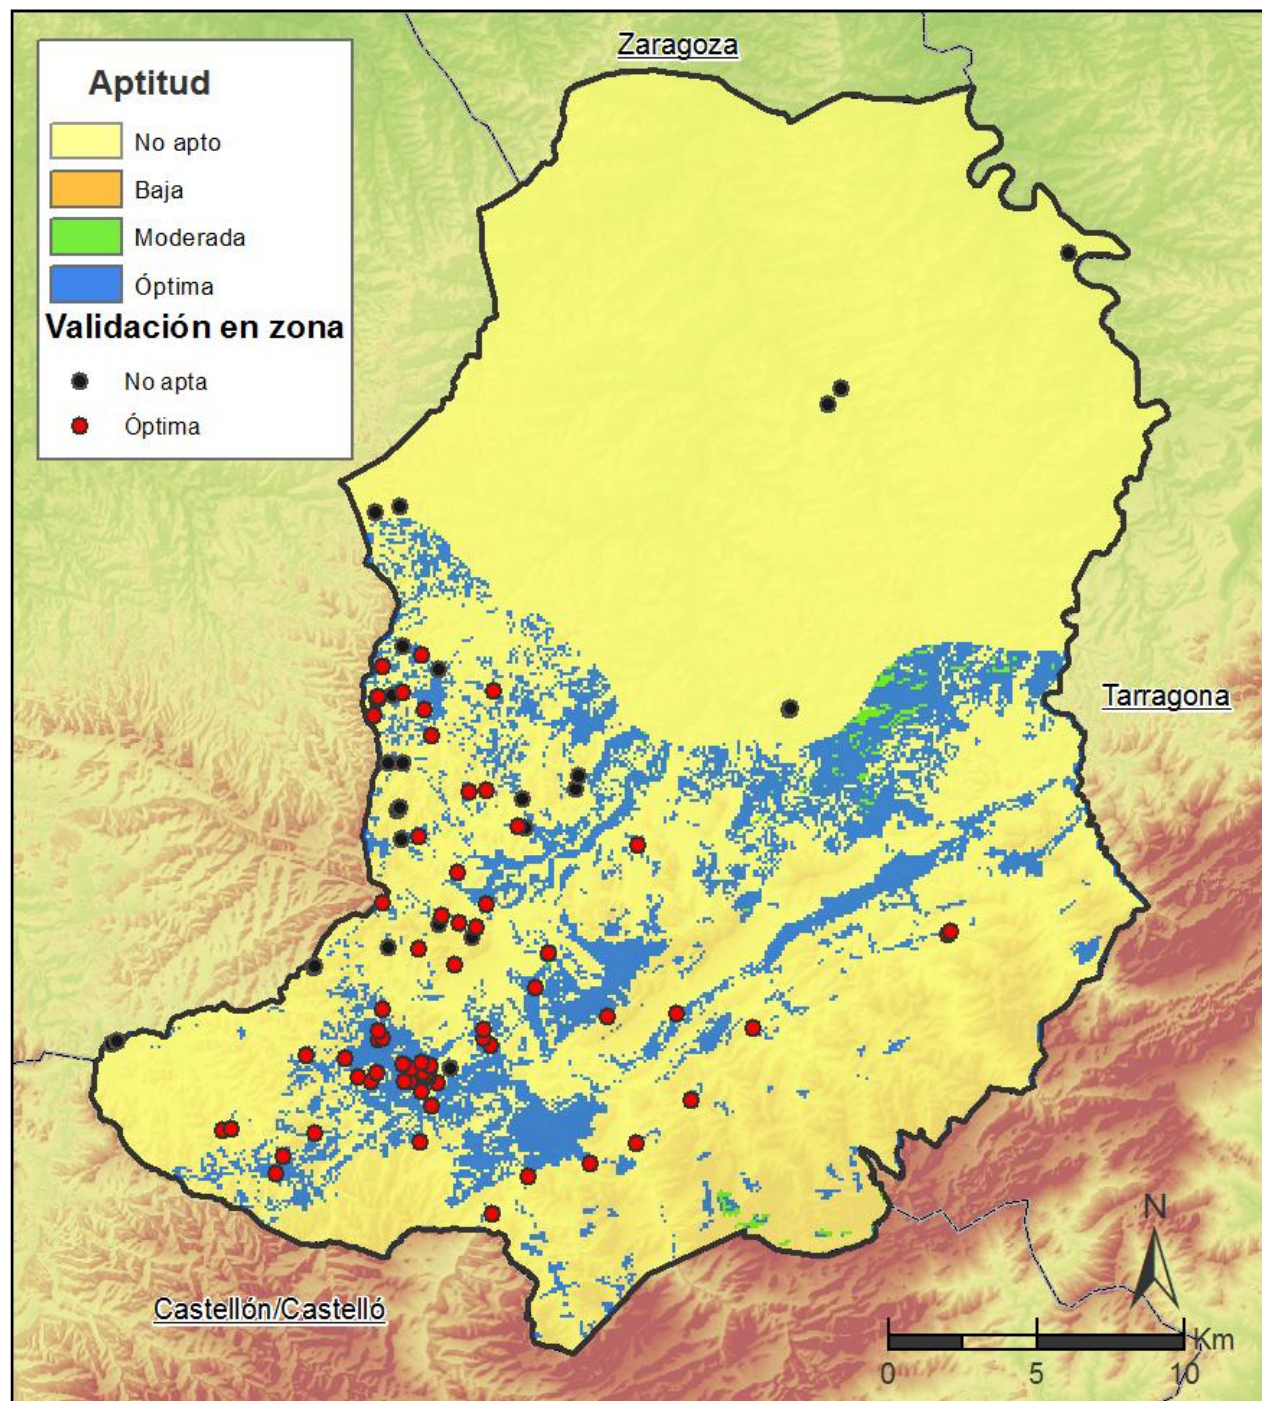 Zaragoza
Aptitud
No apto
Baja
Moderada
Óptima
Validación en zona
No apta
Óptima
Tarragona
Castellón/Castelló
N
Km
0 5 10